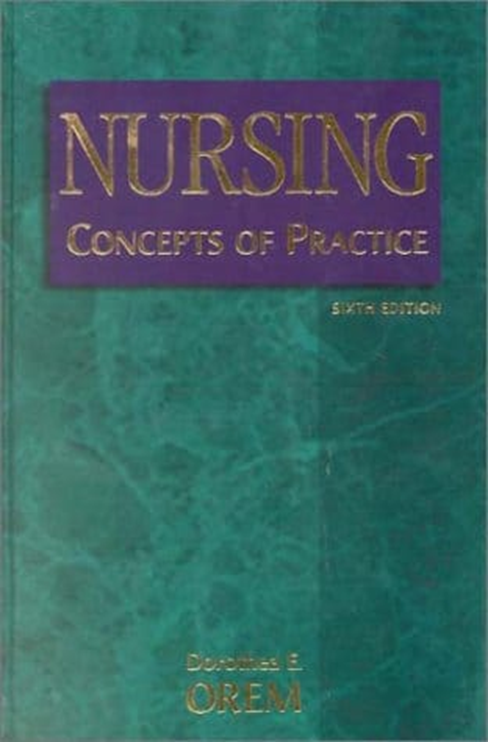 NURSING
CONCEPTS OF PRACTICE
SIXTH EDITION
Dorothea E.
OREM